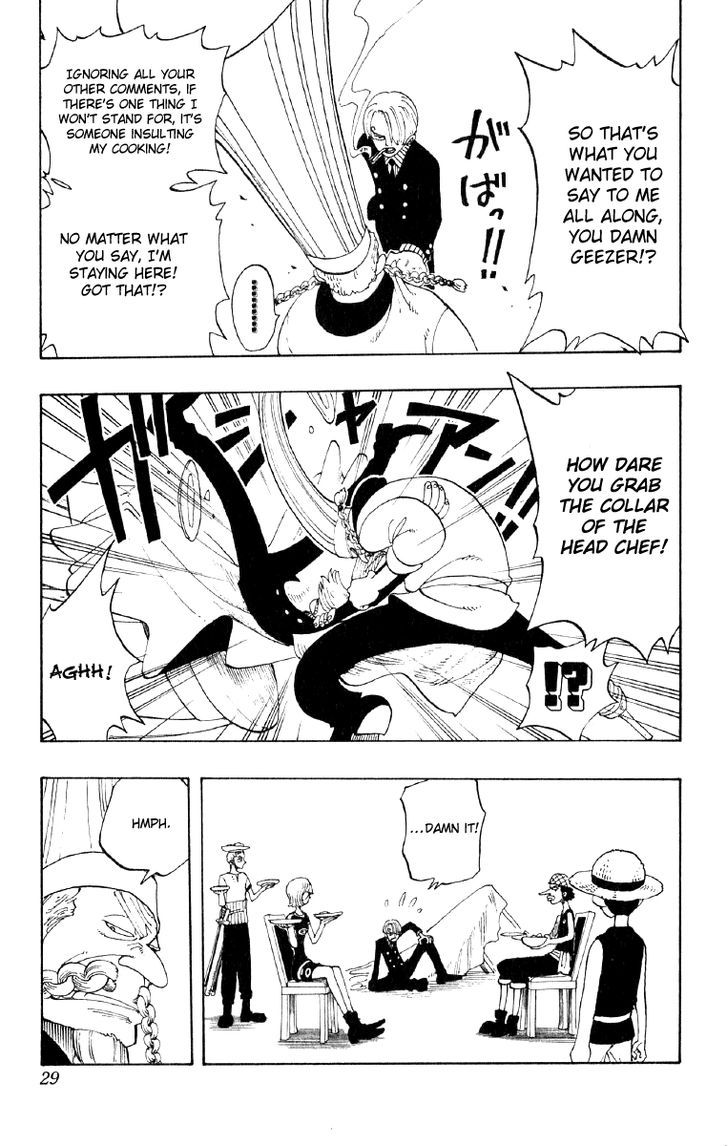 SO THAT'S
WHAT YOU
WANTED TO
SAY TO ME
ALL ALONG,
YOU DAMN
GEEZER!?
がばっ!!
IGNORING ALL YOUR
OTHER COMMENTS, IF
THERE'S ONE THING I
WON'T STAND FOR, IT'S
SOMEONE INSULTING
MY COOKING!
NO MATTER WHAT
YOU SAY, I'M
STAYING HERE!
GOT THAT!?
.........
HOW DARE
YOU GRAB
THE COLLAR
OF THE
HEAD CHEF!
!?
AGHH!
...DAMN IT!
HMPH.
29